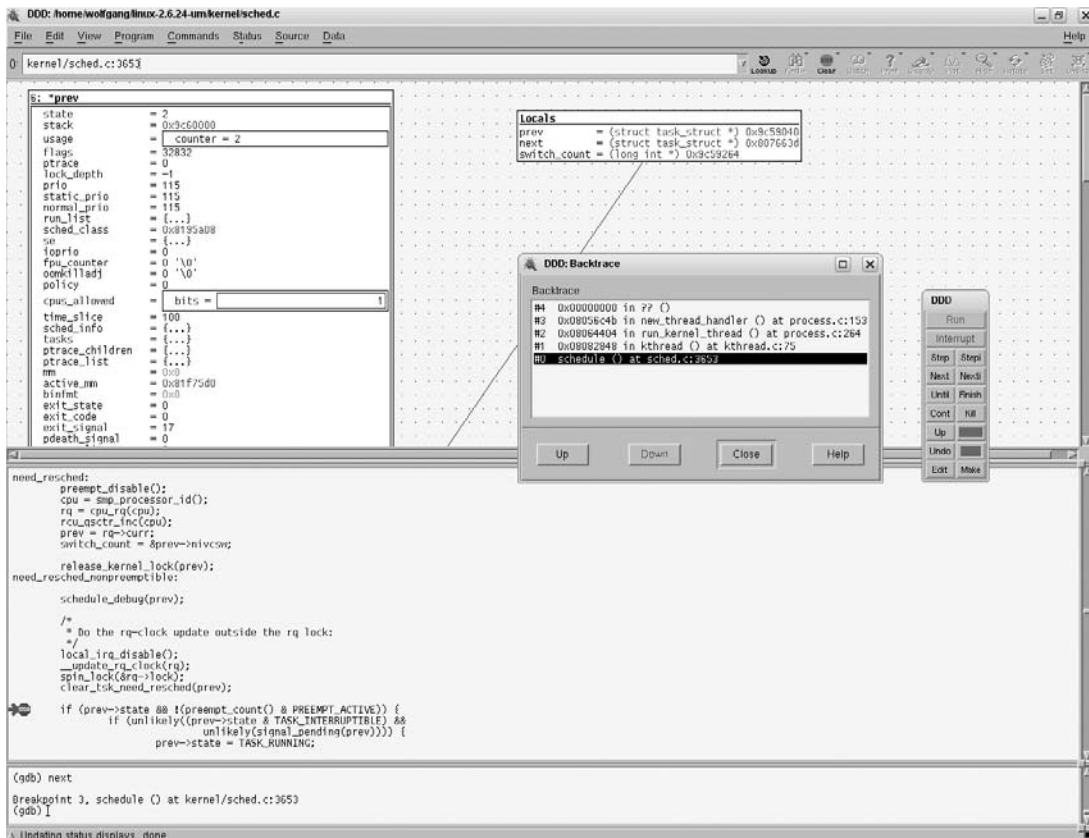 DDD: /home/wolfgang/linux-2.6.24-um/kernel/sched.c
File Edit View Program Commands Status Source Data Help
kernel/sched.c:3653
Lookup Clear
6: *prev
state = 2
stack = 0x9c60000
usage = counter = 2
flags = 32832
ptrace = 0
lock_depth = -1
prio = 115
static_prio = 115
normal_prio = 115
run_list = {...}
sched_class = 0x8195a08
se = {...}
ioprio = 0
fpu_counter = 0 '\0'
oomkilladj = 0 '\0'
policy = 0
cpus_allowed = bits = 1
time_slice = 100
sched_info = {...}
tasks = {...}
ptrace_children = {...}
ptrace_list = {...}
mm = 0x0
active_mm = 0x81f75d0
binfmt = 0x0
exit_state = 0
exit_code = 0
exit_signal = 17
pdeath_signal = 0
Locals
prev = (struct task_struct *) 0x9c59040
next = (struct task_struct *) 0x807663d
switch_count = (long int *) 0x9c59264
DDD: Backtrace
Backtrace
#4 0x00000000 in ?? ()
#3 0x08056c4b in new_thread_handler () at process.c:153
#2 0x08064404 in run_kernel_thread () at process.c:264
#1 0x08082848 in kthread () at kthread.c:75
#0 schedule () at sched.c:3653
Up Down Close Help
DDD
Run
Interrupt
Step Stepi
Next Nexti
Until Finish
Cont Kill
Up
Undo
Edit Make
need_resched:
preempt_disable();
cpu = smp_processor_id();
rq = cpu_rq(cpu);
rcu_qsctr_inc(cpu);
prev = rq->curr;
switch_count = &prev->nivcsw;
release_kernel_lock(prev);
need_resched_nonpreemptible:
schedule_debug(prev);
/*
* Do the rq-clock update outside the rq lock:
*/
local_irq_disable();
__update_rq_clock(rq);
spin_lock(&rq->lock);
clear_tsk_need_resched(prev);
if (prev->state && !(preempt_count() & PREEMPT_ACTIVE)) {
if (unlikely((prev->state & TASK_INTERRUPTIBLE) &&
unlikely(signal_pending(prev)))) {
prev->state = TASK_RUNNING;
(gdb) next
Breakpoint 3, schedule () at kernel/sched.c:3653
(gdb)
Updating status displays...done.